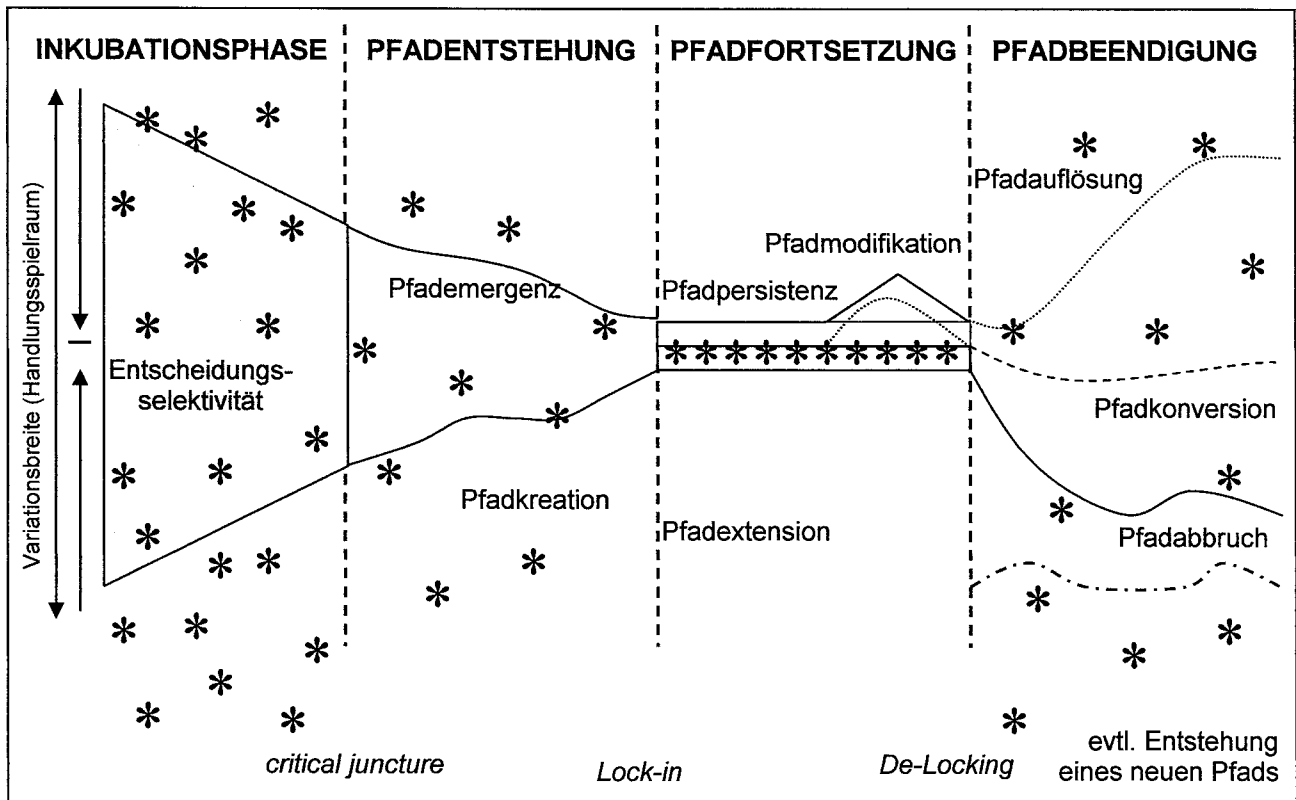 INKUBATIONSPHASE
PFADENTSTEHUNG
PFADFORTSETZUNG
PFADBEENDIGUNG
Variationsbreite (Handlungsspielraum)
Entscheidungs-
selektivität
Pfademergenz
Pfadkreation
Pfadmodifikation
Pfadpersistenz
Pfadextension
Pfadauflösung
Pfadkonversion
Pfadabbruch
critical juncture
Lock-in
De-Locking
evtl. Entstehung
eines neuen Pfads